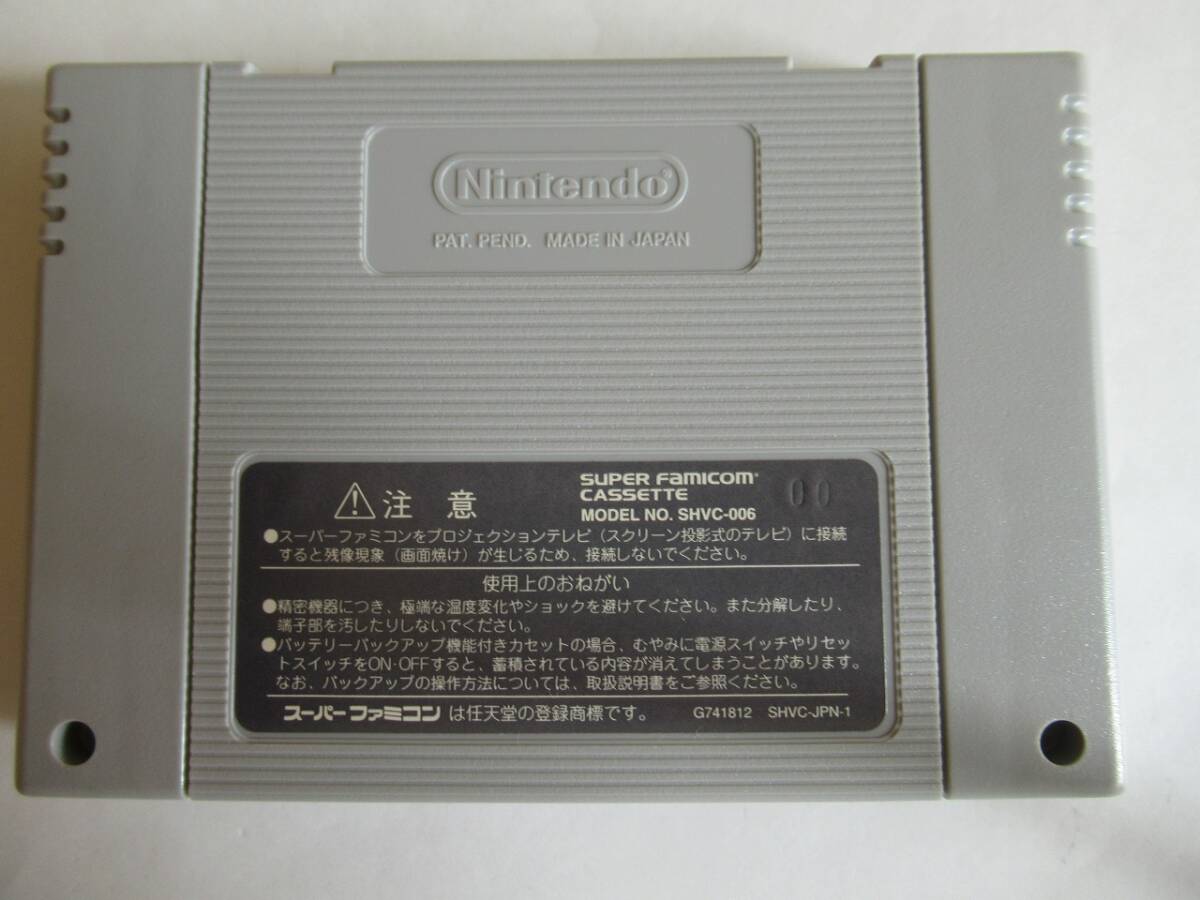 Nintendo®
PAT. PEND. MADE IN JAPAN
⚠注意
SUPER FAMICOM®
CASSETTE
MODEL NO. SHVC-006
00
●スーパーファミコンをプロジェクションテレビ（スクリーン投影式のテレビ）に接続
すると残像現象（画面焼け）が生じるため、接続しないでください。
使用上のおねがい
●精密機器につき、極端な温度変化やショックを避けてください。また分解したり、
端子部を汚したりしないでください。
●バッテリーバックアップ機能付きカセットの場合、むやみに電源スイッチやリセッ
トスイッチをON·OFFすると、蓄積されている内容が消えてしまうことがあります。
なお、バックアップの操作方法については、取扱説明書をご参照ください。
スーパーファミコンは任天堂の登録商標です。 G741812 SHVC-JPN-1